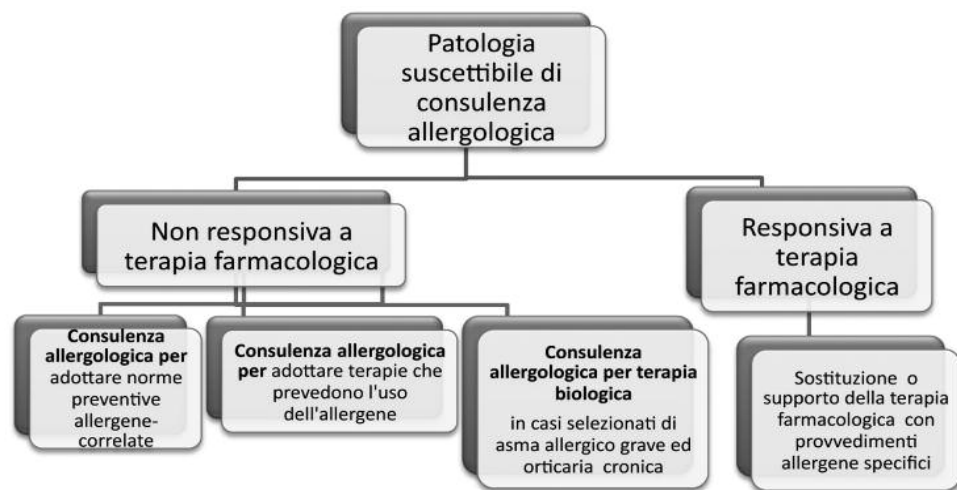 Patologia
suscettibile di
consulenza
allergologica
Non responsiva a
terapia farmacologica
Responsiva a
terapia
farmacologica
Consulenza
allergologica per
adottare norme
preventive
allergene-
correlate
Consulenza allergologica
per adottare terapie che
prevedono l'uso
dell'allergene
Consulenza
allergologica per terapia
biologica
in casi selezionati di
asma allergico grave ed
orticaria cronica
Sostituzione o
supporto della terapia
farmacologica con
provvedimenti
allergene specifici